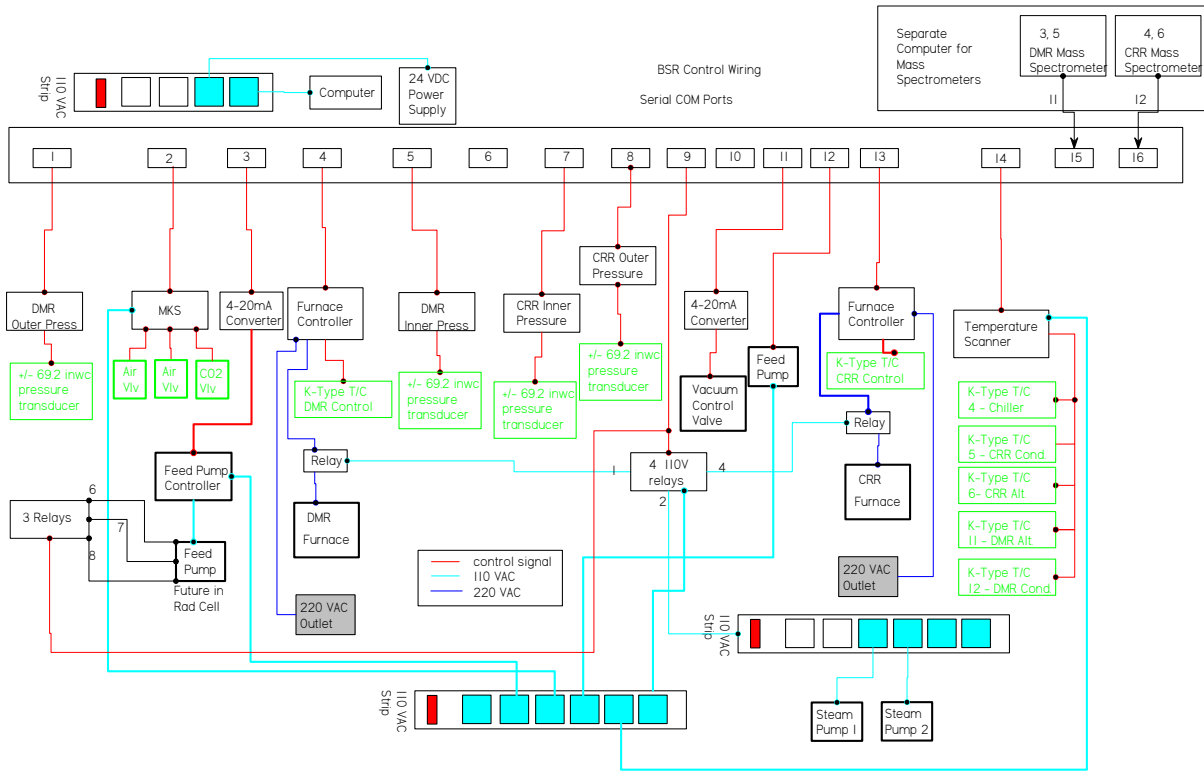 BSR Control Wiring
Serial COM Ports
110 VAC
Strip
Computer
24 VDC
Power
Supply
Separate
Computer for
Mass
Spectrometers
3, 5
DMR Mass
Spectrometer
4, 6
CRR Mass
Spectrometer
11
12
1
2
3
4
5
6
7
8
9
10
11
12
13
14
15
16
DMR
Outer Press
+/- 69.2 inwc
pressure
transducer
MKS
Air
Vlv
Air
Vlv
CO2
Vlv
4-20mA
Converter
Furnace
Controller
K-Type T/C
DMR Control
DMR
Inner Press
+/- 69.2 inwc
pressure
transducer
CRR Inner
Pressure
+/- 69.2 inwc
pressure
transducer
CRR Outer
Pressure
+/- 69.2 inwc
pressure
transducer
4-20mA
Converter
Vacuum
Control
Valve
Feed
Pump
Furnace
Controller
K-Type T/C
CRR Control
Temperature
Scanner
K-Type T/C
4 - Chiller
K-Type T/C
5 - CRR Cond.
K-Type T/C
6- CRR Alt.
K-Type T/C
11 - DMR Alt.
K-Type T/C
12 - DMR Cond.
Feed Pump
Controller
3 Relays
6
7
8
Feed
Pump
Future in
Rad Cell
Relay
DMR
Furnace
220 VAC
Outlet
1
4 110V
relays
4
2
Relay
CRR
Furnace
220 VAC
Outlet
control signal
110 VAC
220 VAC
110 VAC
Strip
Steam
Pump 1
Steam
Pump 2
110 VAC
Strip